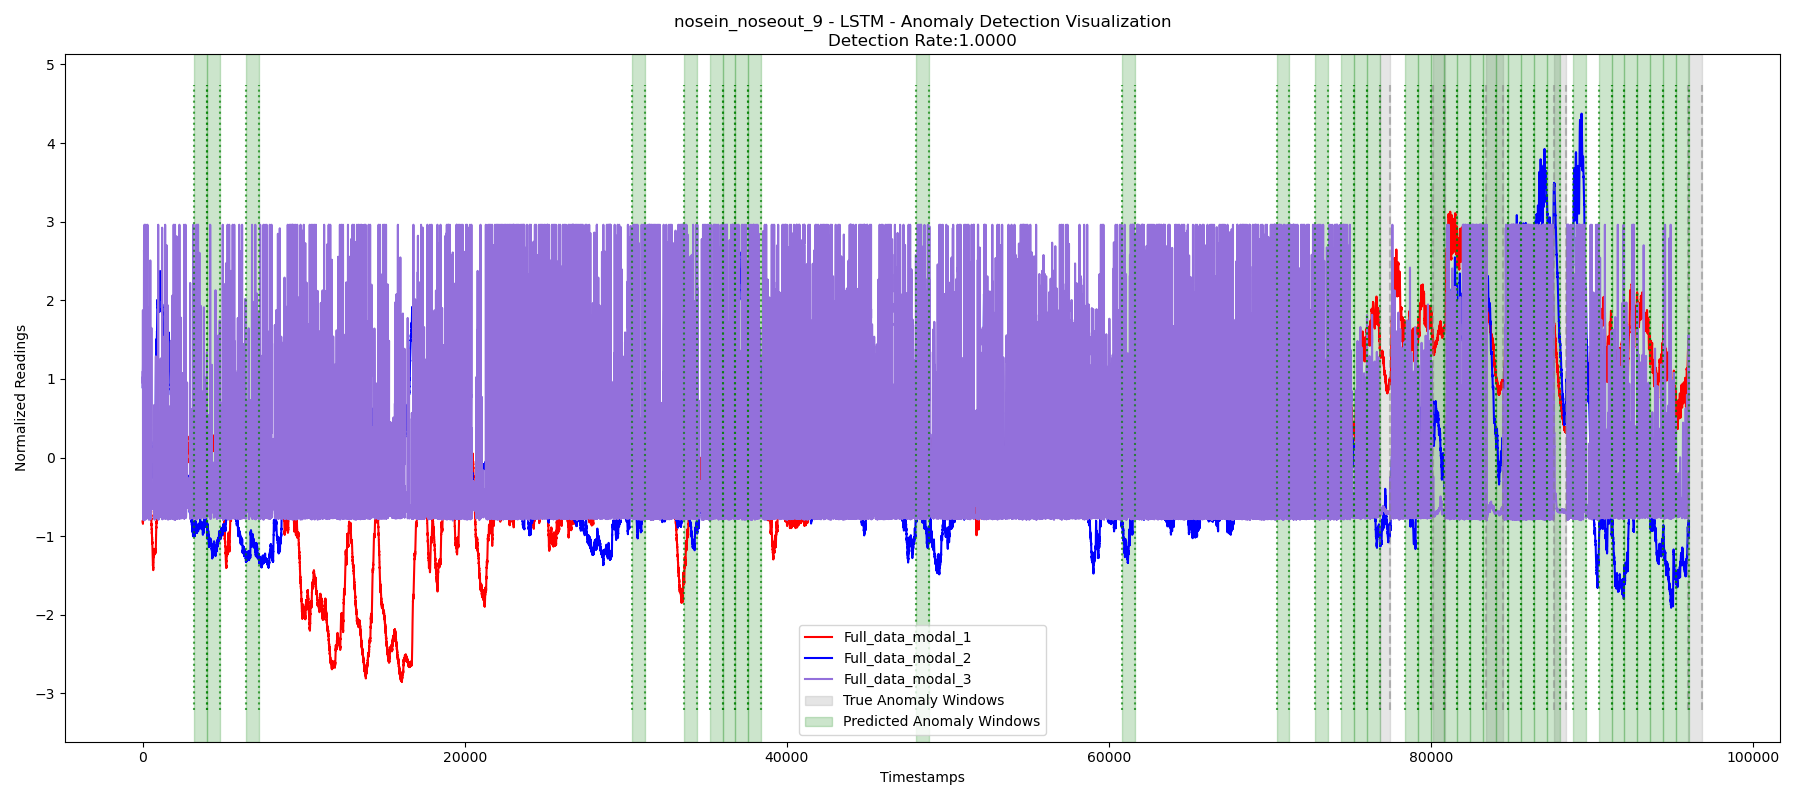 nosein_noseout_9 - LSTM - Anomaly Detection Visualization
Detection Rate:1.0000
5
4
3
2
1
0
−1
−2
−3
Normalized Readings
Full_data_modal_1
Full_data_modal_2
Full_data_modal_3
True Anomaly Windows
Predicted Anomaly Windows
0
20000
40000
60000
80000
100000
Timestamps